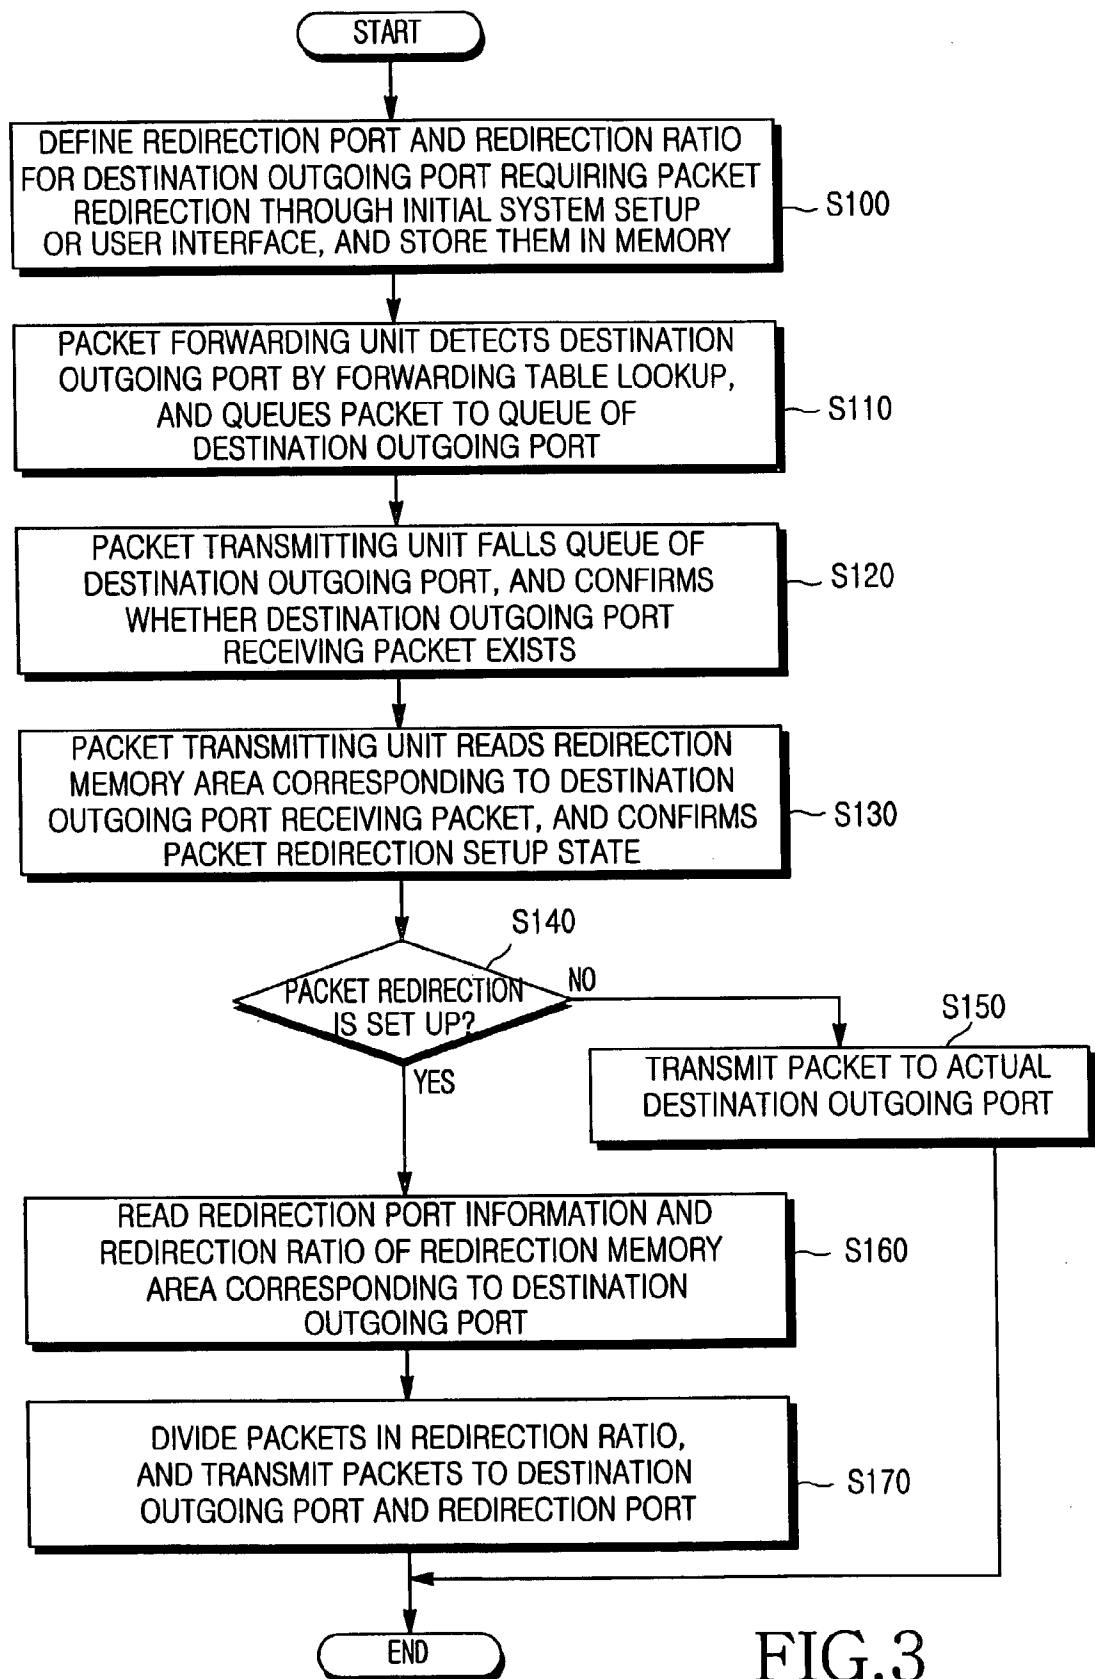 START
DEFINE REDIRECTION PORT AND REDIRECTION RATIO
FOR DESTINATION OUTGOING PORT REQUIRING PACKET
REDIRECTION THROUGH INITIAL SYSTEM SETUP
OR USER INTERFACE, AND STORE THEM IN MEMORY
S100
PACKET FORWARDING UNIT DETECTS DESTINATION
OUTGOING PORT BY FORWARDING TABLE LOOKUP,
AND QUEUES PACKET TO QUEUE OF
DESTINATION OUTGOING PORT
S110
PACKET TRANSMITTING UNIT FALLS QUEUE OF
DESTINATION OUTGOING PORT, AND CONFIRMS
WHETHER DESTINATION OUTGOING PORT
RECEIVING PACKET EXISTS
S120
PACKET TRANSMITTING UNIT READS REDIRECTION
MEMORY AREA CORRESPONDING TO DESTINATION
OUTGOING PORT RECEIVING PACKET, AND CONFIRMS
PACKET REDIRECTION SETUP STATE
S130
S140
PACKET REDIRECTION
IS SET UP?
NO
YES
S150
TRANSMIT PACKET TO ACTUAL
DESTINATION OUTGOING PORT
READ REDIRECTION PORT INFORMATION AND
REDIRECTION RATIO OF REDIRECTION MEMORY
AREA CORRESPONDING TO DESTINATION
OUTGOING PORT
S160
DIVIDE PACKETS IN REDIRECTION RATIO,
AND TRANSMIT PACKETS TO DESTINATION
OUTGOING PORT AND REDIRECTION PORT
S170
END
FIG.3